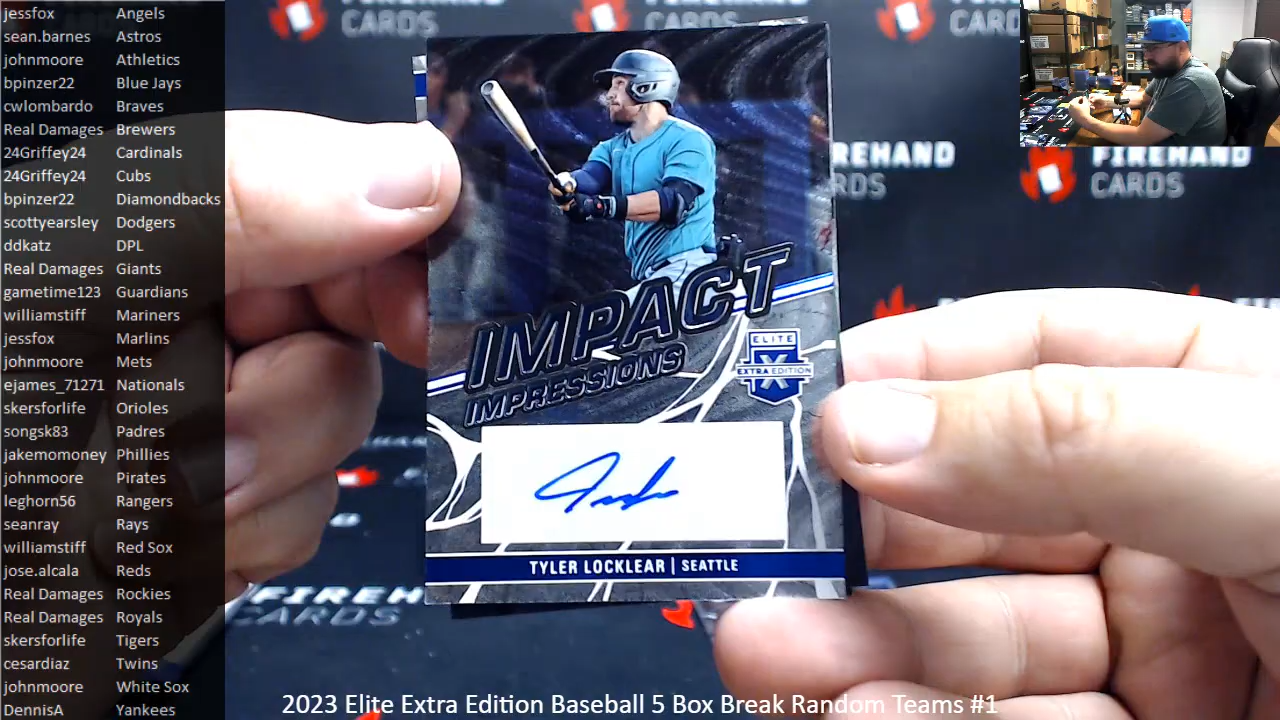 jessfox Angels
sean.barnes Astros
johnmoore Athletics
bpinzer22 Blue Jays
cwlombardo Braves
Real Damages Brewers
24Griffey24 Cardinals
24Griffey24 Cubs
bpinzer22 Diamondbacks
scottyearsley Dodgers
ddkatz DPL
Real Damages Giants
gametime123 Guardians
williamstiff Mariners
jessfox Marlins
johnmoore Mets
ejames_71271 Nationals
skersforlife Orioles
songsk83 Padres
jakemomoney Phillies
johnmoore Pirates
leghorn56 Rangers
seanray Rays
williamstiff Red Sox
jose.alcala Reds
Real Damages Rockies
Real Damages Royals
skersforlife Tigers
cesardiaz Twins
johnmoore White Sox
DennisA Yankees
FIREHAND
CARDS
IMPACT
IMPRESSIONS
ELITE
X
EXTRA EDITION
TYLER LOCKLEAR | SEATTLE
2023 Elite Extra Edition Baseball 5 Box Break Random Teams #1